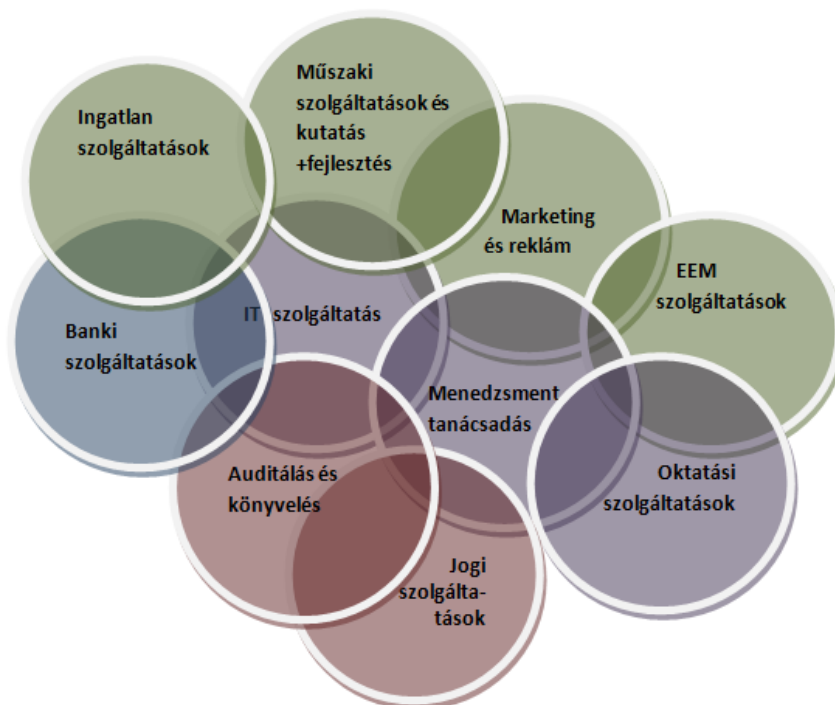 Műszaki
szolgáltatások és
kutatás
+fejlesztés
Ingatlan
szolgáltatások
Marketing
és reklám
EEM
szolgáltatások
IT szolgáltatás
Banki
szolgáltatások
Menedzsment
tanácsadás
Auditálás és
könyvelés
Oktatási
szolgáltatások
Jogi
szolgálta-
tások